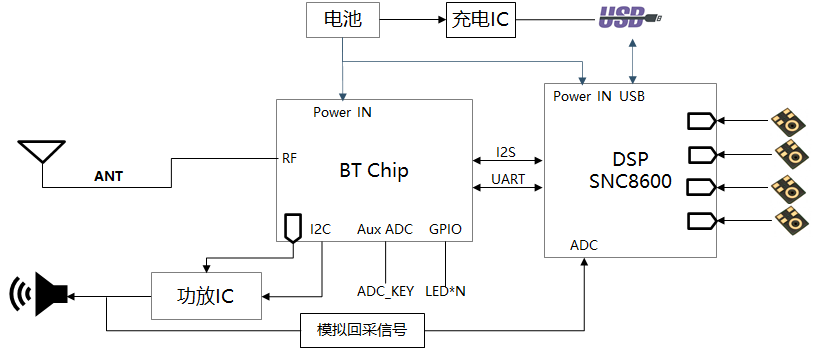 电池
充电IC
USB
Power IN
Power IN USB
RF
BT Chip
I2S
UART
DSP
SNC8600
ANT
I2C
Aux ADC
GPIO
ADC
功放IC
ADC_KEY
LED*N
模拟回采信号